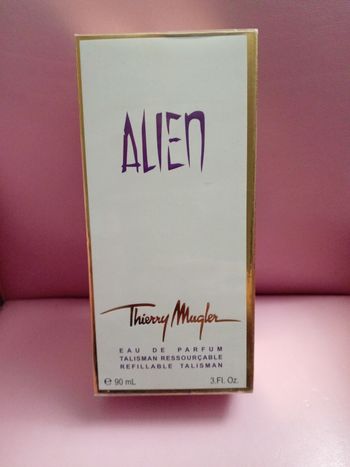 ALIEN
Thierry Mugler
EAU DE PARFUM
TALISMAN RESSOURÇABLE
REFILLABLE TALISMAN
℮ 90 mL 3.Fl. Oz.